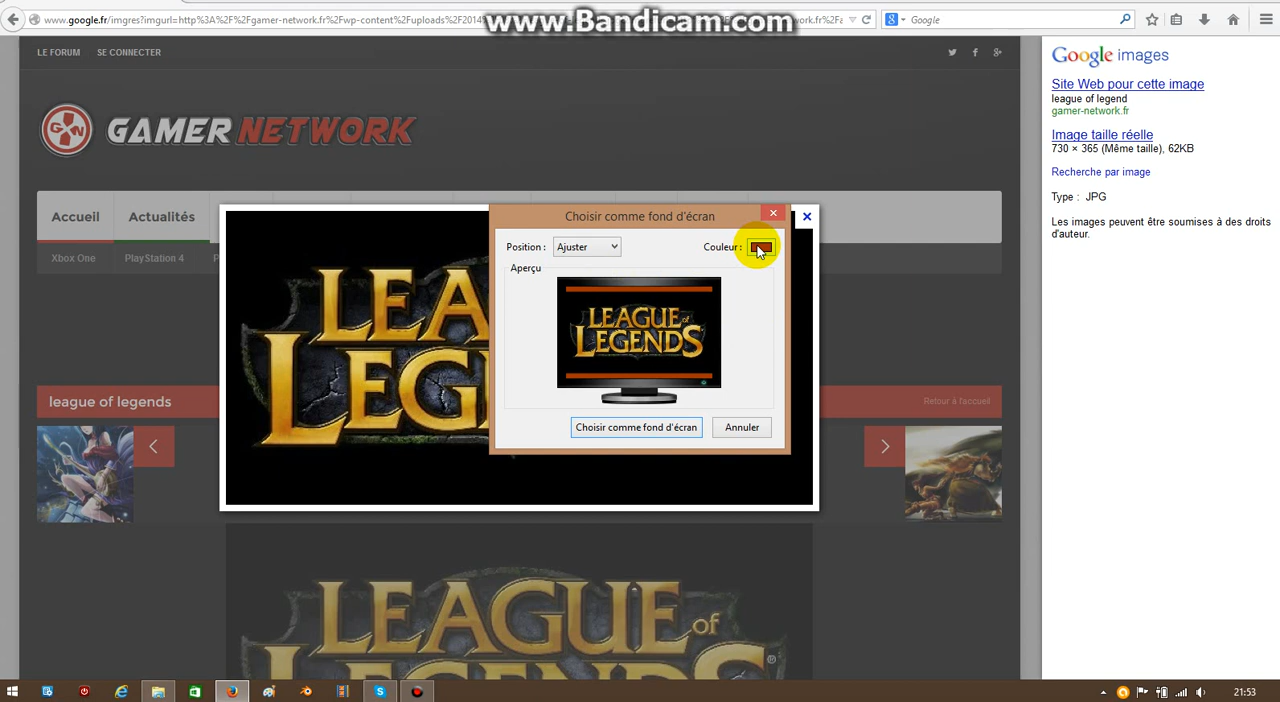 www.Bandicam.com
www.google.fr/imgres?imgurl=http%3A%2F%2Fgamer-network.fr%2Fwp-content%2Fuploads%2F2014
Google
LE FORUM SE CONNECTER
GAMER NETWORK
Accueil Actualités
Xbox One PlayStation 4 P
Choisir comme fond d'écran
Position : Ajuster Couleur :
Aperçu
LEAGUE of
LEGENDS
Choisir comme fond d'écran Annuler
LEA
LEG
league of legends Retour à l'accueil
LEAGUE of
LEGENDS ®
Google images
Site Web pour cette image
league of legend
gamer-network.fr
Image taille réelle
730 × 365 (Même taille), 62KB
Recherche par image
Type : JPG
Les images peuvent être soumises à des droits
d'auteur.
21:53